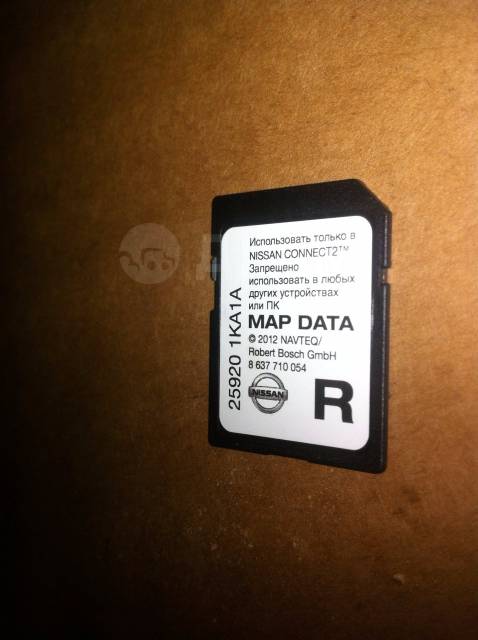 Использовать только в
NISSAN CONNECT2™
Запрещено
использовать в любых
других устройствах
или ПК
MAP DATA
© 2012 NAVTEQ/
Robert Bosch GmbH
8 637 710 054
NISSAN
R
25920 1KA1A